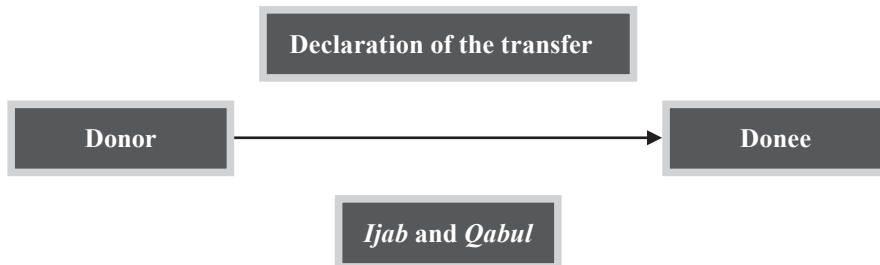 Declaration of the transfer
Donor
Donee
Ijab and Qabul